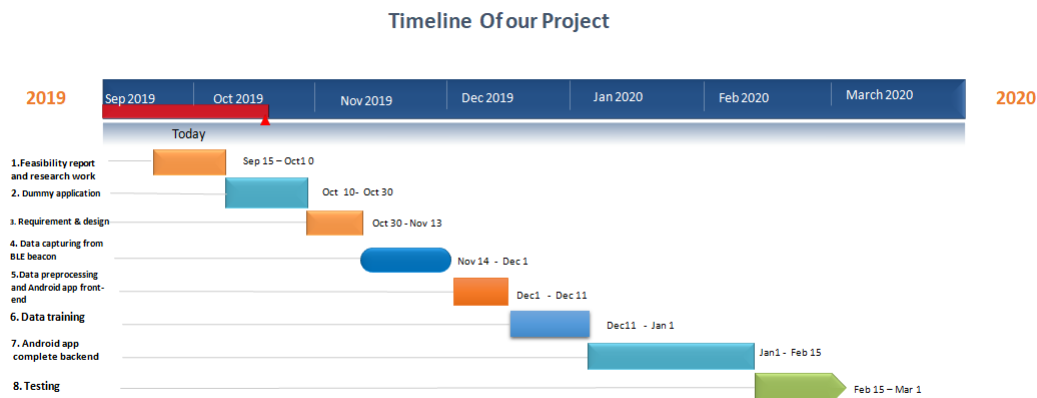 Timeline Of our Project
2019
Sep 2019
Oct 2019
Nov 2019
Dec 2019
Jan 2020
Feb 2020
March 2020
2020
Today
1.Feasibility report
and research work
Sep 15 – Oct1 0
2. Dummy application
Oct 10- Oct 30
3. Requirement & design
Oct 30 - Nov 13
4. Data capturing from
BLE beacon
Nov 14 - Dec 1
5.Data preprocessing
and Android app front-
end
Dec1 - Dec 11
6. Data training
Dec11 - Jan 1
7. Android app
complete backend
Jan1 - Feb 15
8. Testing
Feb 15 – Mar 1